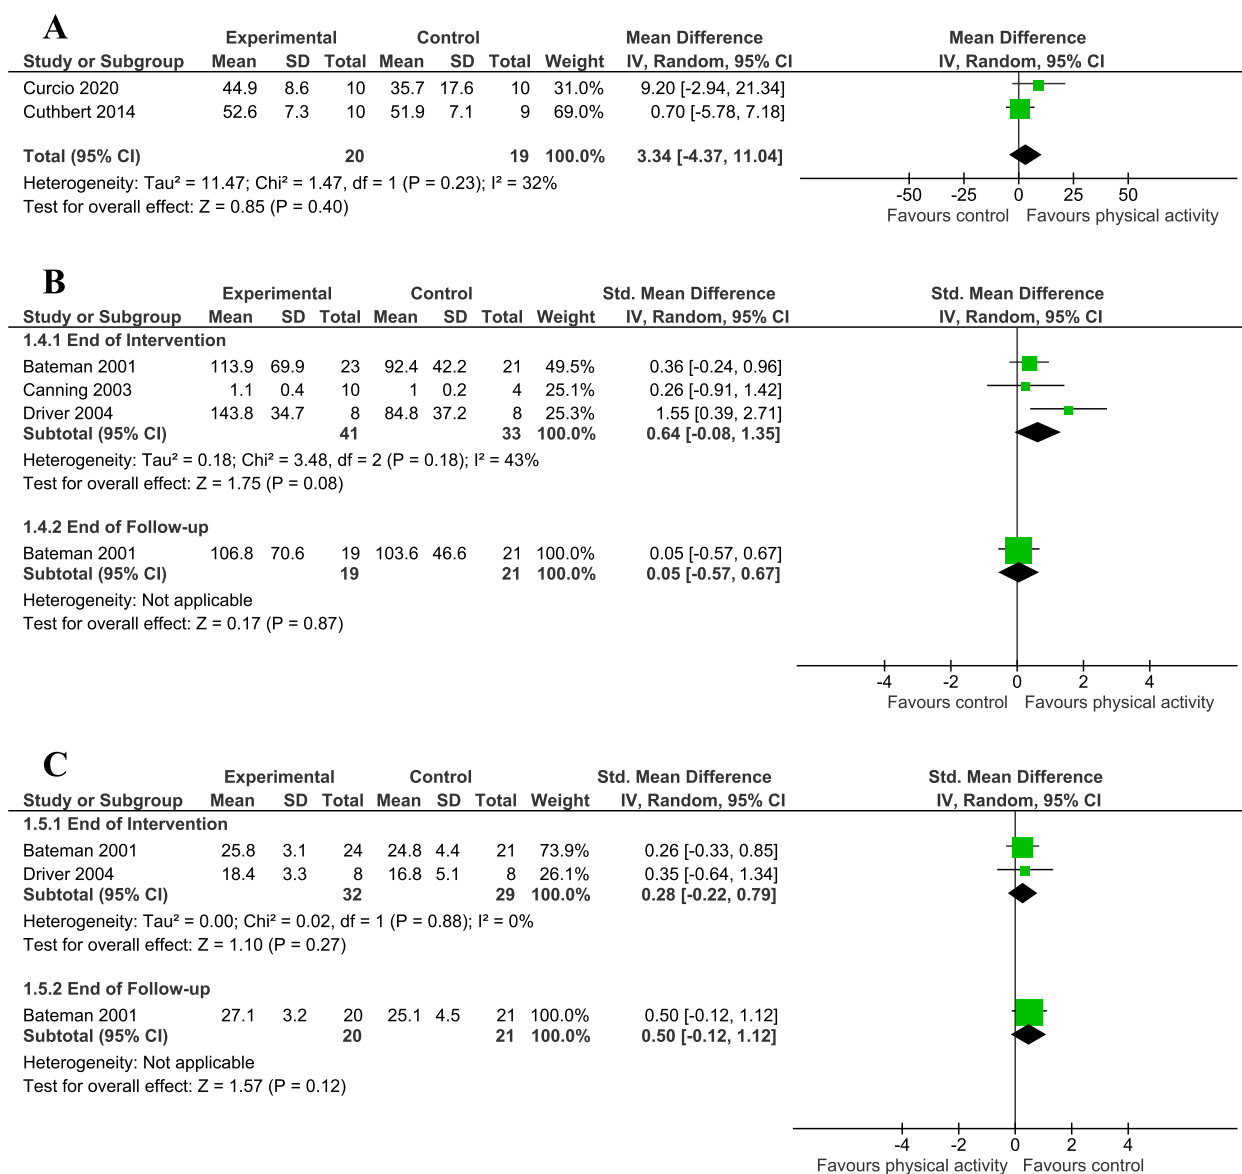 A
Experimental Control Mean Difference Mean Difference
Study or Subgroup Mean SD Total Mean SD Total Weight IV, Random, 95% CI IV, Random, 95% CI
Curcio 2020 44.9 8.6 10 35.7 17.6 10 31.0% 9.20 [-2.94, 21.34]
Cuthbert 2014 52.6 7.3 10 51.9 7.1 9 69.0% 0.70 [-5.78, 7.18]
Total (95% CI) 20 19 100.0% 3.34 [-4.37, 11.04]
Heterogeneity: Tau² = 11.47; Chi² = 1.47, df = 1 (P = 0.23); I² = 32%
Test for overall effect: Z = 0.85 (P = 0.40)
-50 -25 0 25 50
Favours control Favours physical activity
B
Experimental Control Std. Mean Difference Std. Mean Difference
Study or Subgroup Mean SD Total Mean SD Total Weight IV, Random, 95% CI IV, Random, 95% CI
1.4.1 End of Intervention
Bateman 2001 113.9 69.9 23 92.4 42.2 21 49.5% 0.36 [-0.24, 0.96]
Canning 2003 1.1 0.4 10 1 0.2 4 25.1% 0.26 [-0.91, 1.42]
Driver 2004 143.8 34.7 8 84.8 37.2 8 25.3% 1.55 [0.39, 2.71]
Subtotal (95% CI) 41 33 100.0% 0.64 [-0.08, 1.35]
Heterogeneity: Tau² = 0.18; Chi² = 3.48, df = 2 (P = 0.18); I² = 43%
Test for overall effect: Z = 1.75 (P = 0.08)
1.4.2 End of Follow-up
Bateman 2001 106.8 70.6 19 103.6 46.6 21 100.0% 0.05 [-0.57, 0.67]
Subtotal (95% CI) 19 21 100.0% 0.05 [-0.57, 0.67]
Heterogeneity: Not applicable
Test for overall effect: Z = 0.17 (P = 0.87)
-4 -2 0 2 4
Favours control Favours physical activity
C
Experimental Control Std. Mean Difference Std. Mean Difference
Study or Subgroup Mean SD Total Mean SD Total Weight IV, Random, 95% CI IV, Random, 95% CI
1.5.1 End of Intervention
Bateman 2001 25.8 3.1 24 24.8 4.4 21 73.9% 0.26 [-0.33, 0.85]
Driver 2004 18.4 3.3 8 16.8 5.1 8 26.1% 0.35 [-0.64, 1.34]
Subtotal (95% CI) 32 29 100.0% 0.28 [-0.22, 0.79]
Heterogeneity: Tau² = 0.00; Chi² = 0.02, df = 1 (P = 0.88); I² = 0%
Test for overall effect: Z = 1.10 (P = 0.27)
1.5.2 End of Follow-up
Bateman 2001 27.1 3.2 20 25.1 4.5 21 100.0% 0.50 [-0.12, 1.12]
Subtotal (95% CI) 20 21 100.0% 0.50 [-0.12, 1.12]
Heterogeneity: Not applicable
Test for overall effect: Z = 1.57 (P = 0.12)
-4 -2 0 2 4
Favours physical activity Favours control